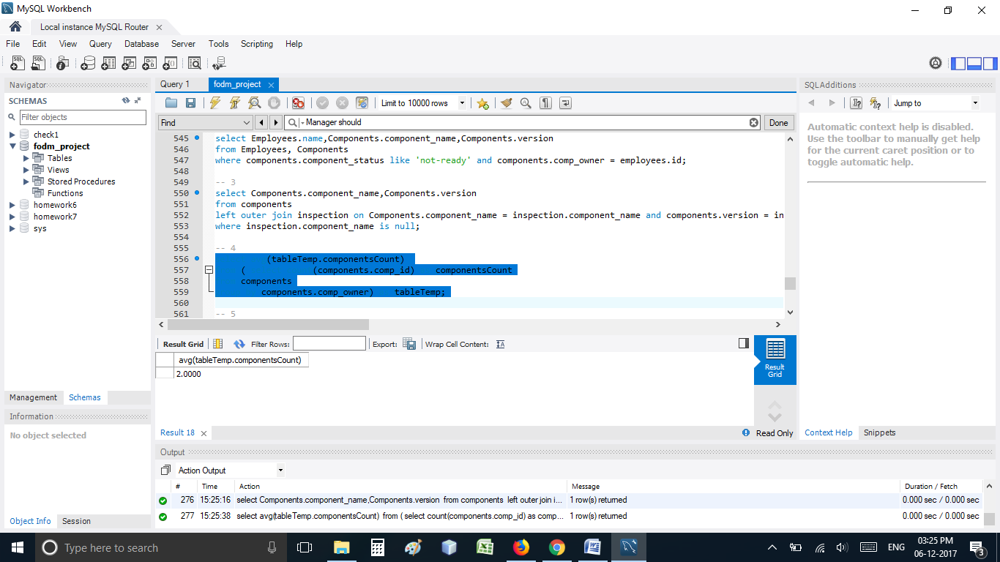 MySQL Workbench
Local instance MySQL Router
File Edit View Query Database Server Tools Scripting Help
Navigator
SCHEMAS
Filter objects
check1
fodm_project
Tables
Views
Stored Procedures
Functions
homework6
homework7
sys
Management Schemas
Information
No object selected
Object Info Session
Query 1 fodm_project
Limit to 10000 rows
Find Manager should Done
545 select Employees.name,Components.component_name,Components.version
546 from Employees, Components
547 where components.component_status like 'not-ready' and components.comp_owner = employees.id;
548
549 -- 3
550 select Components.component_name,Components.version
551 from components
552 left outer join inspection on Components.component_name = inspection.component_name and components.version = in
553 where inspection.component_name is null;
554
555 -- 4
556 (tableTemp.componentsCount)
557 ( (components.comp_id) componentsCount
558 components
559 components.comp_owner) tableTemp;
560
561 -- 5
Result Grid Filter Rows: Export: Wrap Cell Content:
avg(tableTemp.componentsCount)
2.0000
Result Grid
Result 18 Read Only
SQLAdditions
Jump to
Automatic context help is disabled.
Use the toolbar to manually get help
for the current caret position or to
toggle automatic help.
Context Help Snippets
Output
Action Output
# Time Action Message Duration / Fetch
276 15:25:16 select Components.component_name,Components.version from components left outer join i... 1 row(s) returned 0.000 sec / 0.000 sec
277 15:25:38 select avg(tableTemp.componentsCount) from ( select count(components.comp_id) as comp... 1 row(s) returned 0.000 sec / 0.000 sec
Type here to search
ENG
03:25 PM
06-12-2017
3